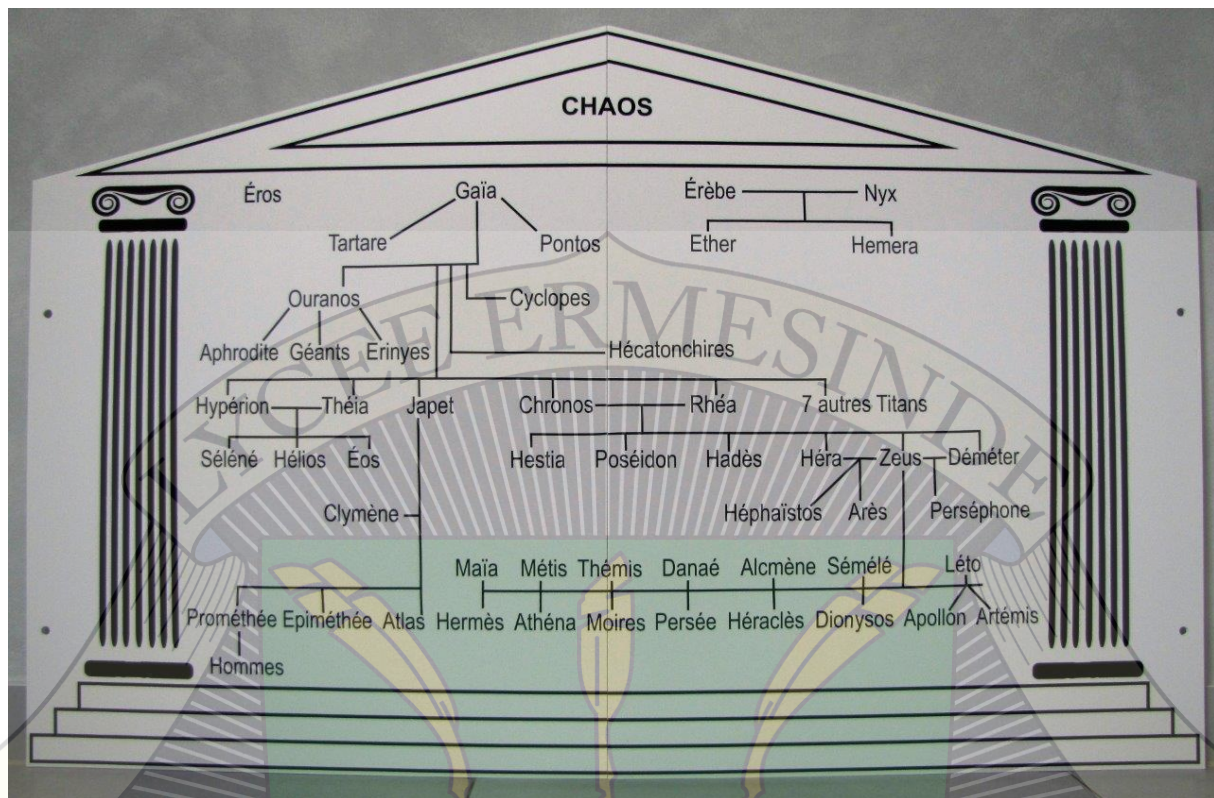 CHAOS
Éros Gaïa Érèbe Nyx
Tartare Pontos Ether Hemera
Ouranos Cyclopes
Aphrodite Géants Erinyes Hécatonchires
Hypérion Théia Japet Chronos Rhéa 7 autres Titans
Séléné Hélios Éos Hestia Poséidon Hadès Héra Zeus Déméter
Clymène Héphaïstos Arès Perséphone
Maïa Métis Thémis Danaé Alcmène Sémélé Léto
Prométhée Epiméthée Atlas Hermès Athéna Moires Persée Héraclès Dionysos Apollon Artémis
Hommes
LYCEE ERMESINDE